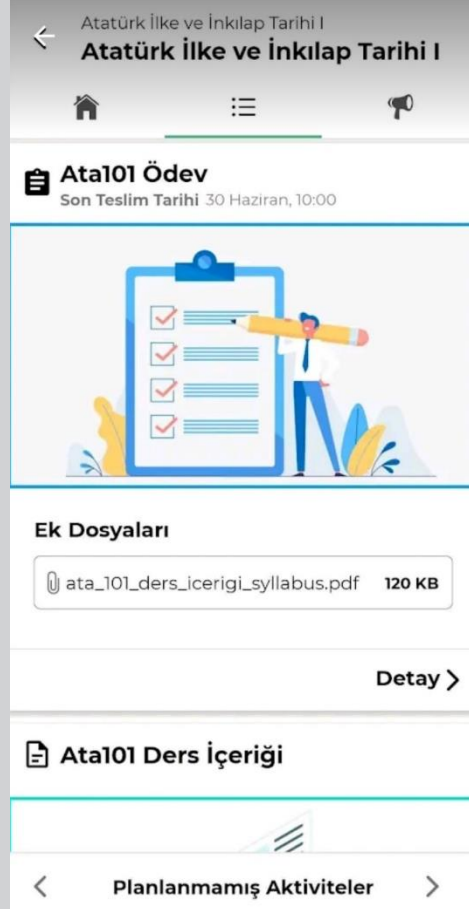 Atatürk İlke ve İnkılap Tarihi I
Atatürk İlke ve İnkılap Tarihi I
Ata101 Ödev
Son Teslim Tarihi 30 Haziran, 10:00
Ek Dosyaları
ata_101_ders_icerigi_syllabus.pdf 120 KB
Detay
Ata101 Ders İçeriği
Planlanmamış Aktiviteler